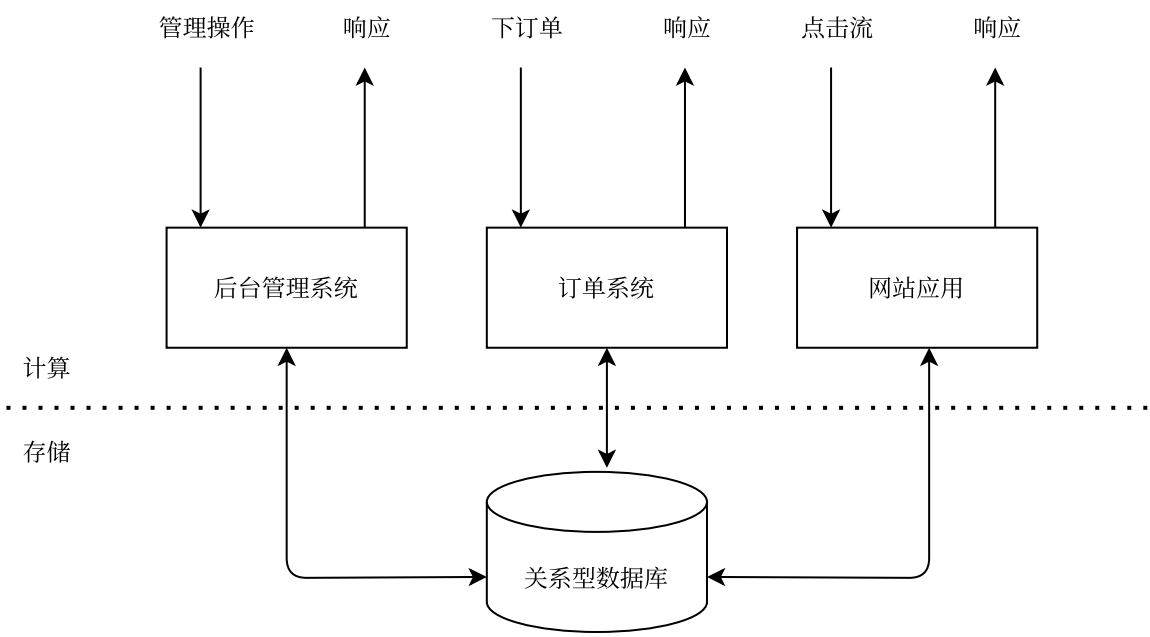 管理操作
响应
下订单
响应
点击流
响应
后台管理系统
订单系统
网站应用
计算
存储
关系型数据库